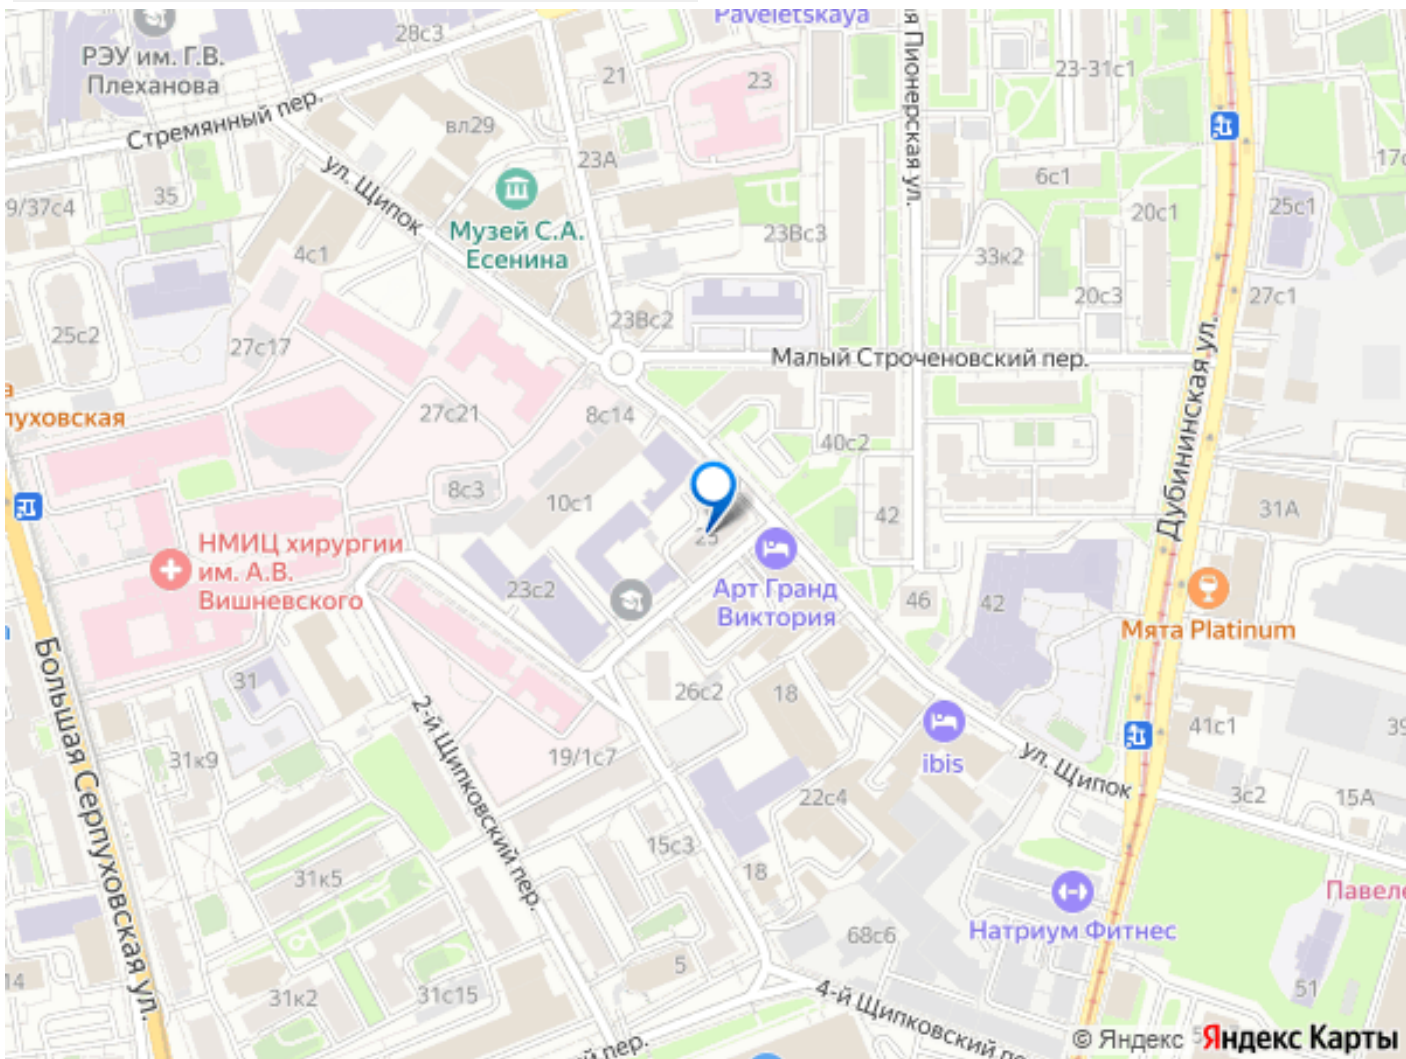 Paveletskaya
28с3
РЭУ им. Г.В.
Плеханова
21
23
23-31с1
Стремянный пер.
вл29
23А
Пионерская ул.
17с
6с1
35
ул. Щипок
9/37с4
Музей С.А.
Есенина
23Вс3
20с1
25с1
4с1
33к2
20с3
27с1
25с2
27с17
23Вс2
Малый Строченовский пер.
Дубининская ул.
27с21
8с14
40с2
8с3
10с1
42
31А
НМИЦ хирургии
им. А.В.
Вишневского
23с2
Арт Гранд
Виктория
46
42
Мята Platinum
Большая Серпуховская ул.
31
2-й Щипковский пер.
26с2
18
41с1
39
31к9
19/1с7
ibis
ул. Щипок
22с4
3с2
15А
15с3
18
31к5
Павеле
Натриум Фитнес
68с6
14
31к2
31с15
5
4-й Щипковский
51
пер.
© Яндекс
Яндекс Карты